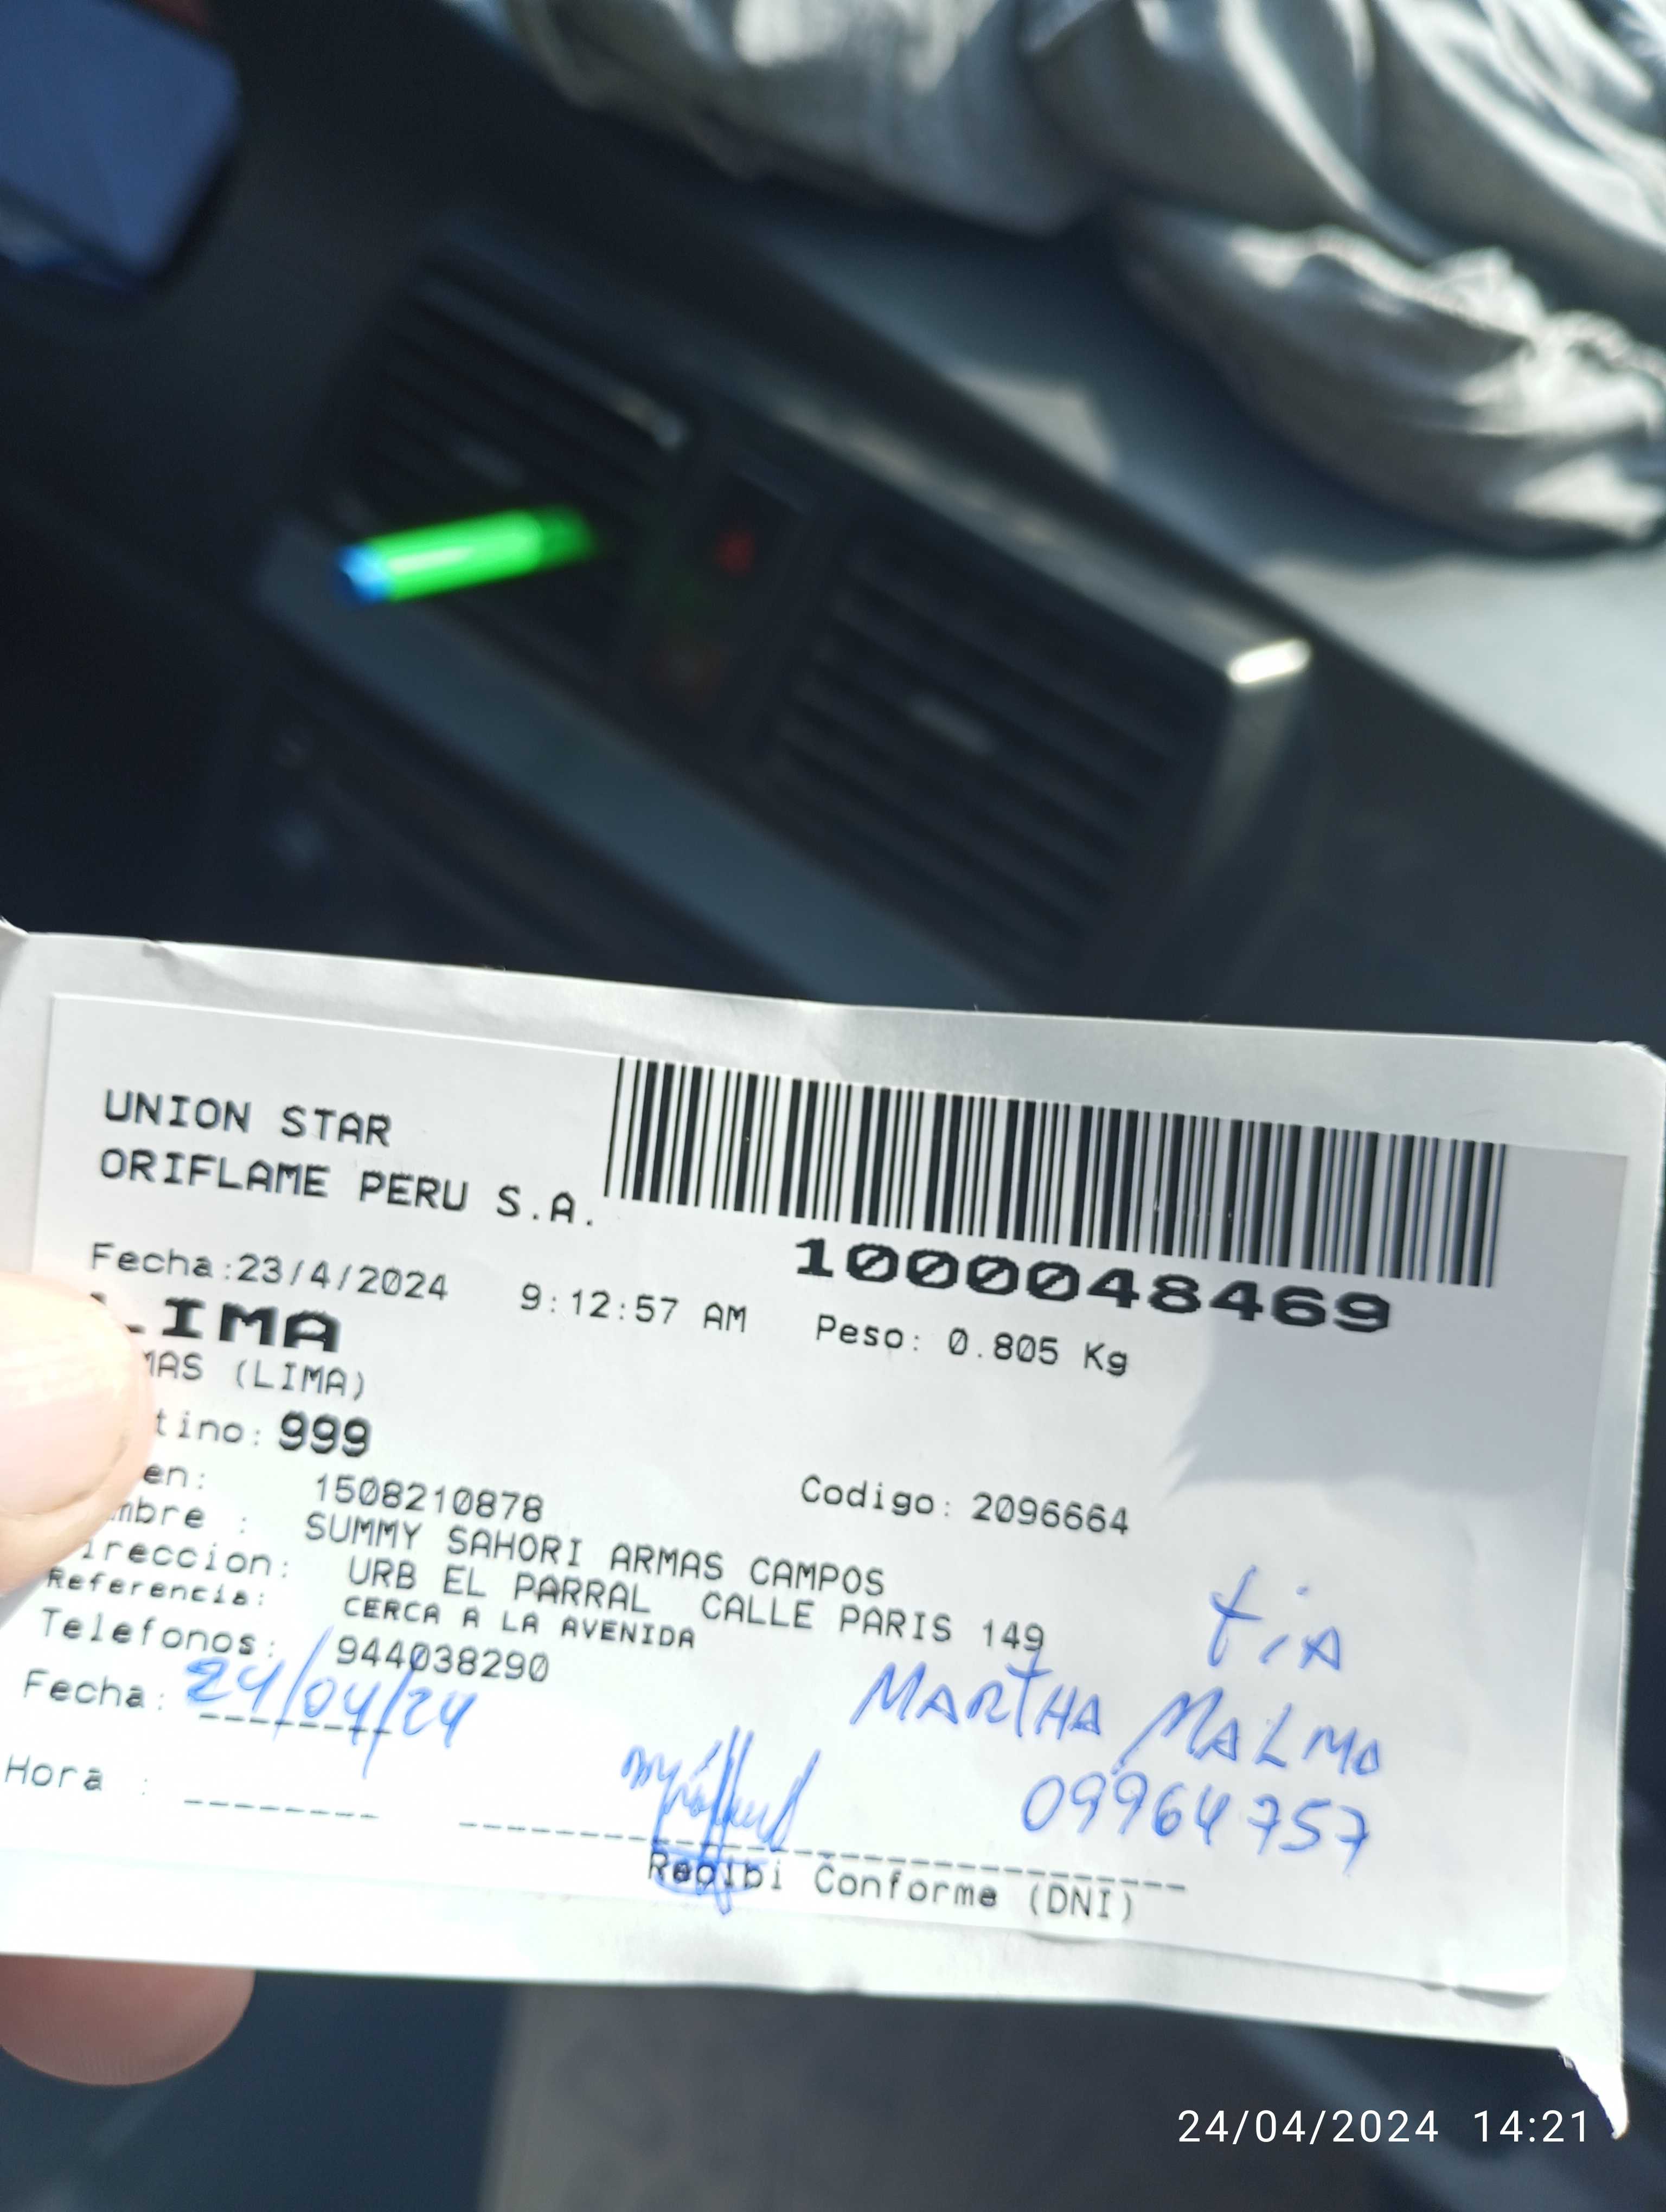 UNION STAR
ORIFLAME PERU S.A.
1000048469
Fecha:23/4/2024 9:12:57 AM Peso: 0.805 Kg
LIMA
MAS (LIMA)
tino: 999
en: 1508210878 Codigo: 2096664
mbre : SUMMY SAHORI ARMAS CAMPOS
ireccion: URB EL PARRAL CALLE PARIS 149
Referencia: CERCA A LA AVENIDA
Telefonos: 944038290
tiA
MARTHA MALMO
09964757
Fecha: 24/04/24
Hora :
Recibi Conforme (DNI)
24/04/2024 14:21